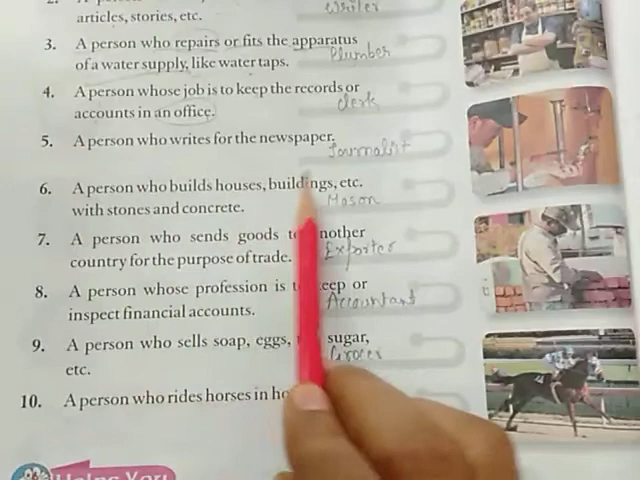 articles, stories, etc. Writer
3. A person who repairs or fits the apparatus
of a water supply, like water taps. Plumber
4. A person whose job is to keep the records or
accounts in an office. clerk
5. A person who writes for the newspaper.
Journalist
6. A person who builds houses, buildings, etc.
with stones and concrete. Mason
7. A person who sends goods to another
country for the purpose of trade. Exporter
8. A person whose profession is to keep or
inspect financial accounts. Accountant
9. A person who sells soap, eggs, sugar,
etc. Grocer
10. A person who rides horses in
Helps You